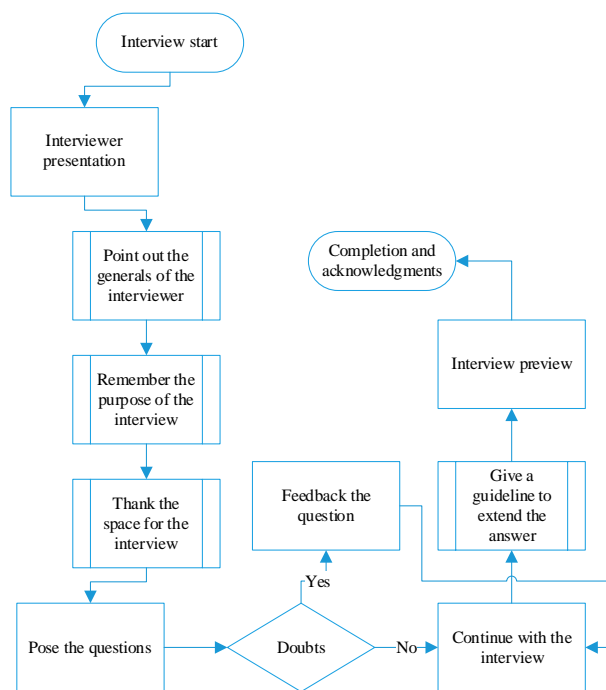 Interview start
Interviewer
presentation
Point out the
generals of the
interviewer
Remember the
purpose of the
interview
Thank the
space for the
interview
Pose the questions
Doubts
Yes
No
Feedback the
question
Continue with the
interview
Give a
guideline to
extend the
answer
Interview preview
Completion and
acknowledgments